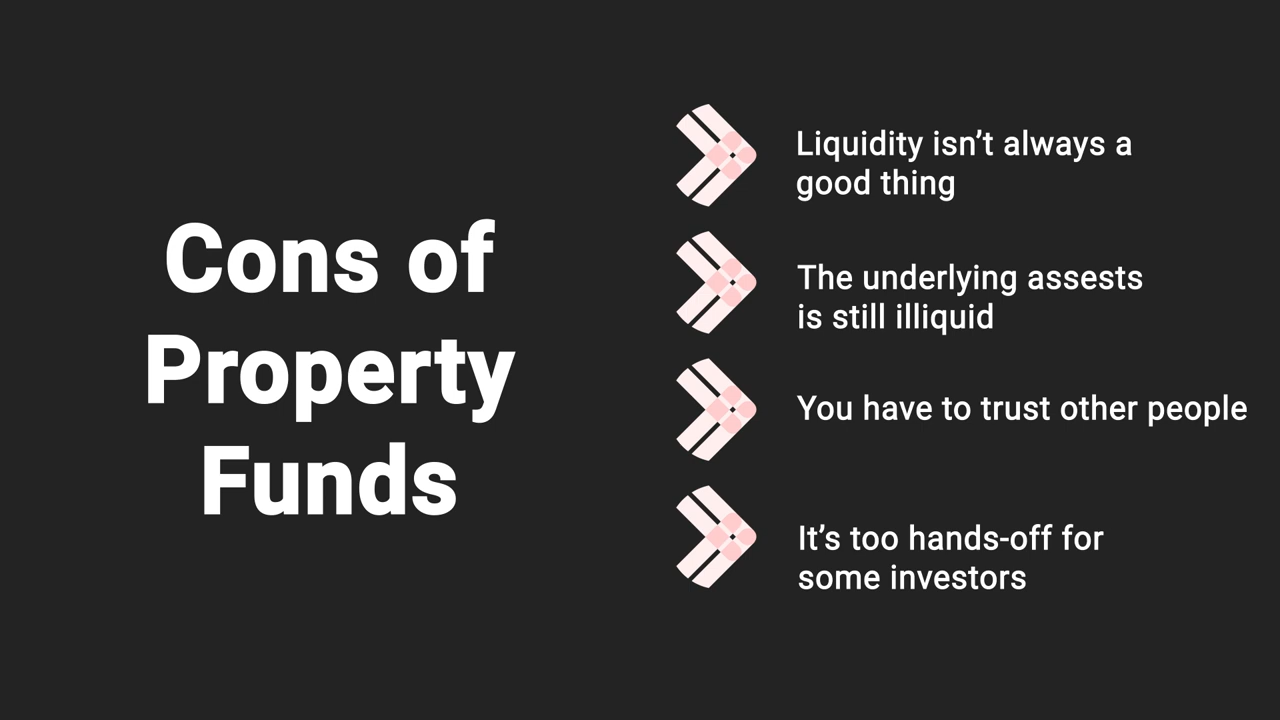 Cons of
Property
Funds
Liquidity isn’t always a
good thing
The underlying assests
is still illiquid
You have to trust other people
It’s too hands-off for
some investors